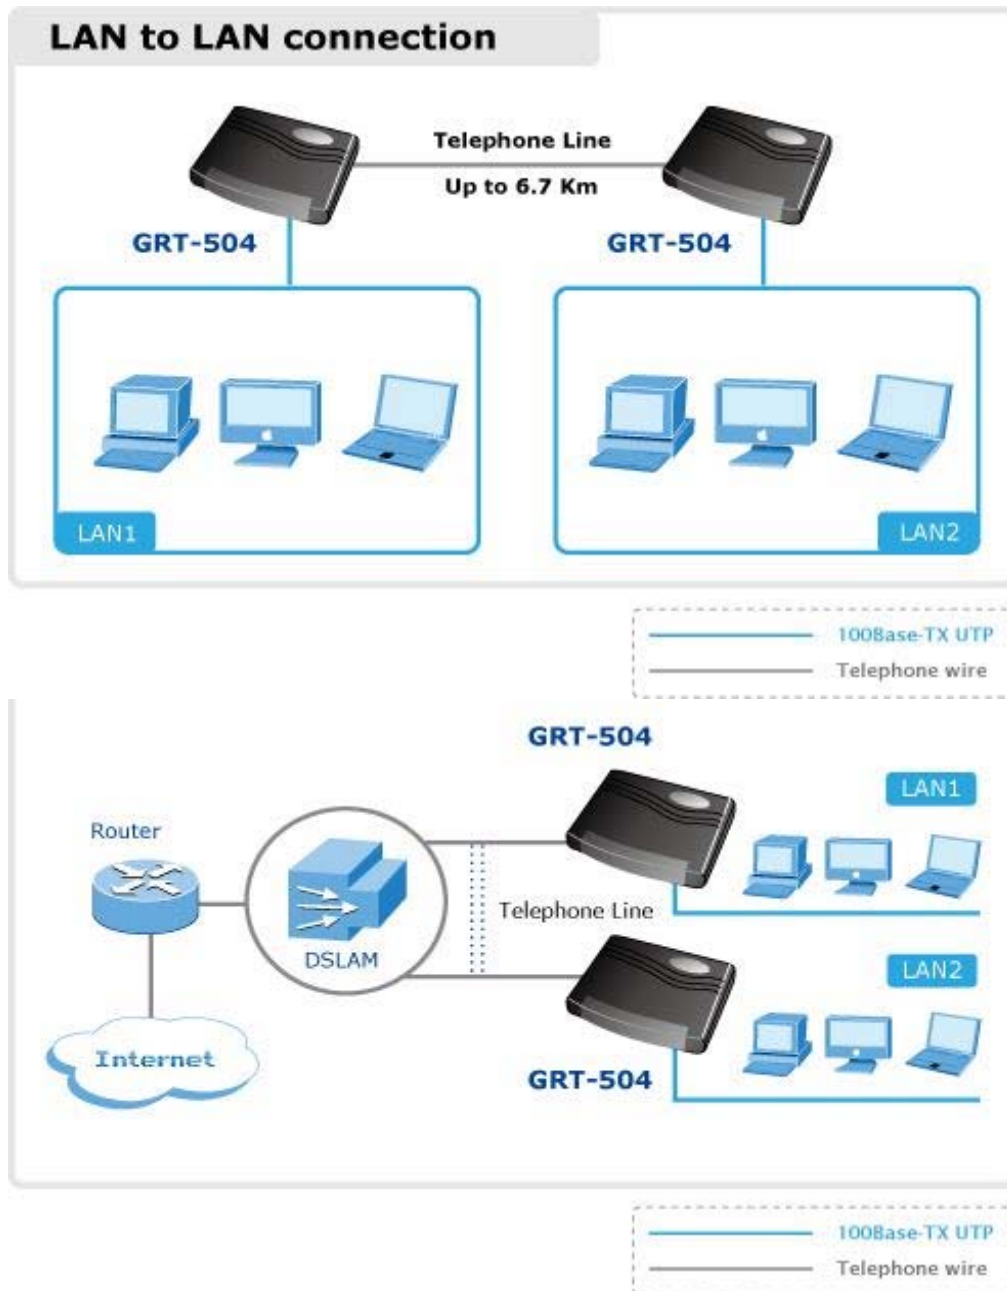 LAN to LAN connection
Telephone Line
Up to 6.7 Km
GRT-504
GRT-504
LAN1
LAN2
100Base-TX UTP
Telephone wire
GRT-504
LAN1
Router
Telephone Line
DSLAM
LAN2
Internet
GRT-504
100Base-TX UTP
Telephone wire